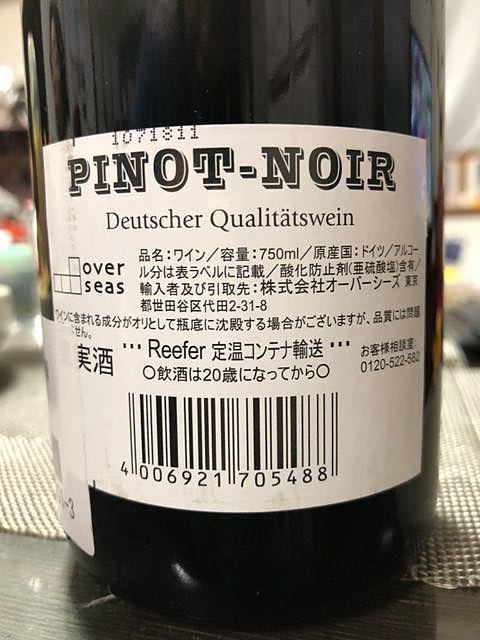 1071811
PINOT-NOIR
Deutscher Qualitätswein
品名:ワイン/容量:750ml/原産国:ドイツ/アルコー
ル分は表ラベルに記載/酸化防止剤(亜硫酸塩)含有/
輸入者及び引取先:株式会社オーバーシーズ 東京
都世田谷区代田2-31-8
over
seas
ワインに含まれる成分がオリとして瓶底に沈殿する場合がございますが、品質には問題
せん。
実酒
… Reefer 定温コンテナ輸送 …
○飲酒は20歳になってから○
お客様相談室
0120-522-582
4 006921 705488
-3